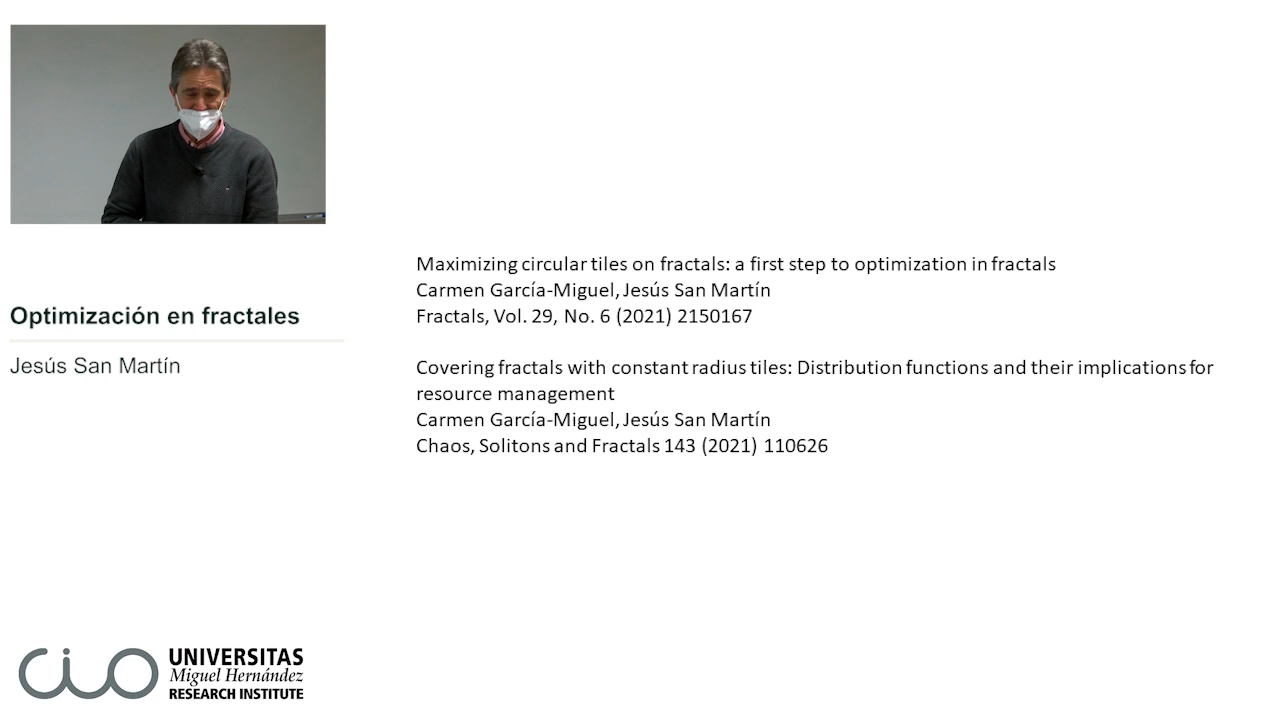 Optimización en fractales
Jesús San Martín
Maximizing circular tiles on fractals: a first step to optimization in fractals
Carmen García-Miguel, Jesús San Martín
Fractals, Vol. 29, No. 6 (2021) 2150167
Covering fractals with constant radius tiles: Distribution functions and their implications for
resource management
Carmen García-Miguel, Jesús San Martín
Chaos, Solitons and Fractals 143 (2021) 110626
cio
UNIVERSITAS
Miguel Hernández
RESEARCH INSTITUTE